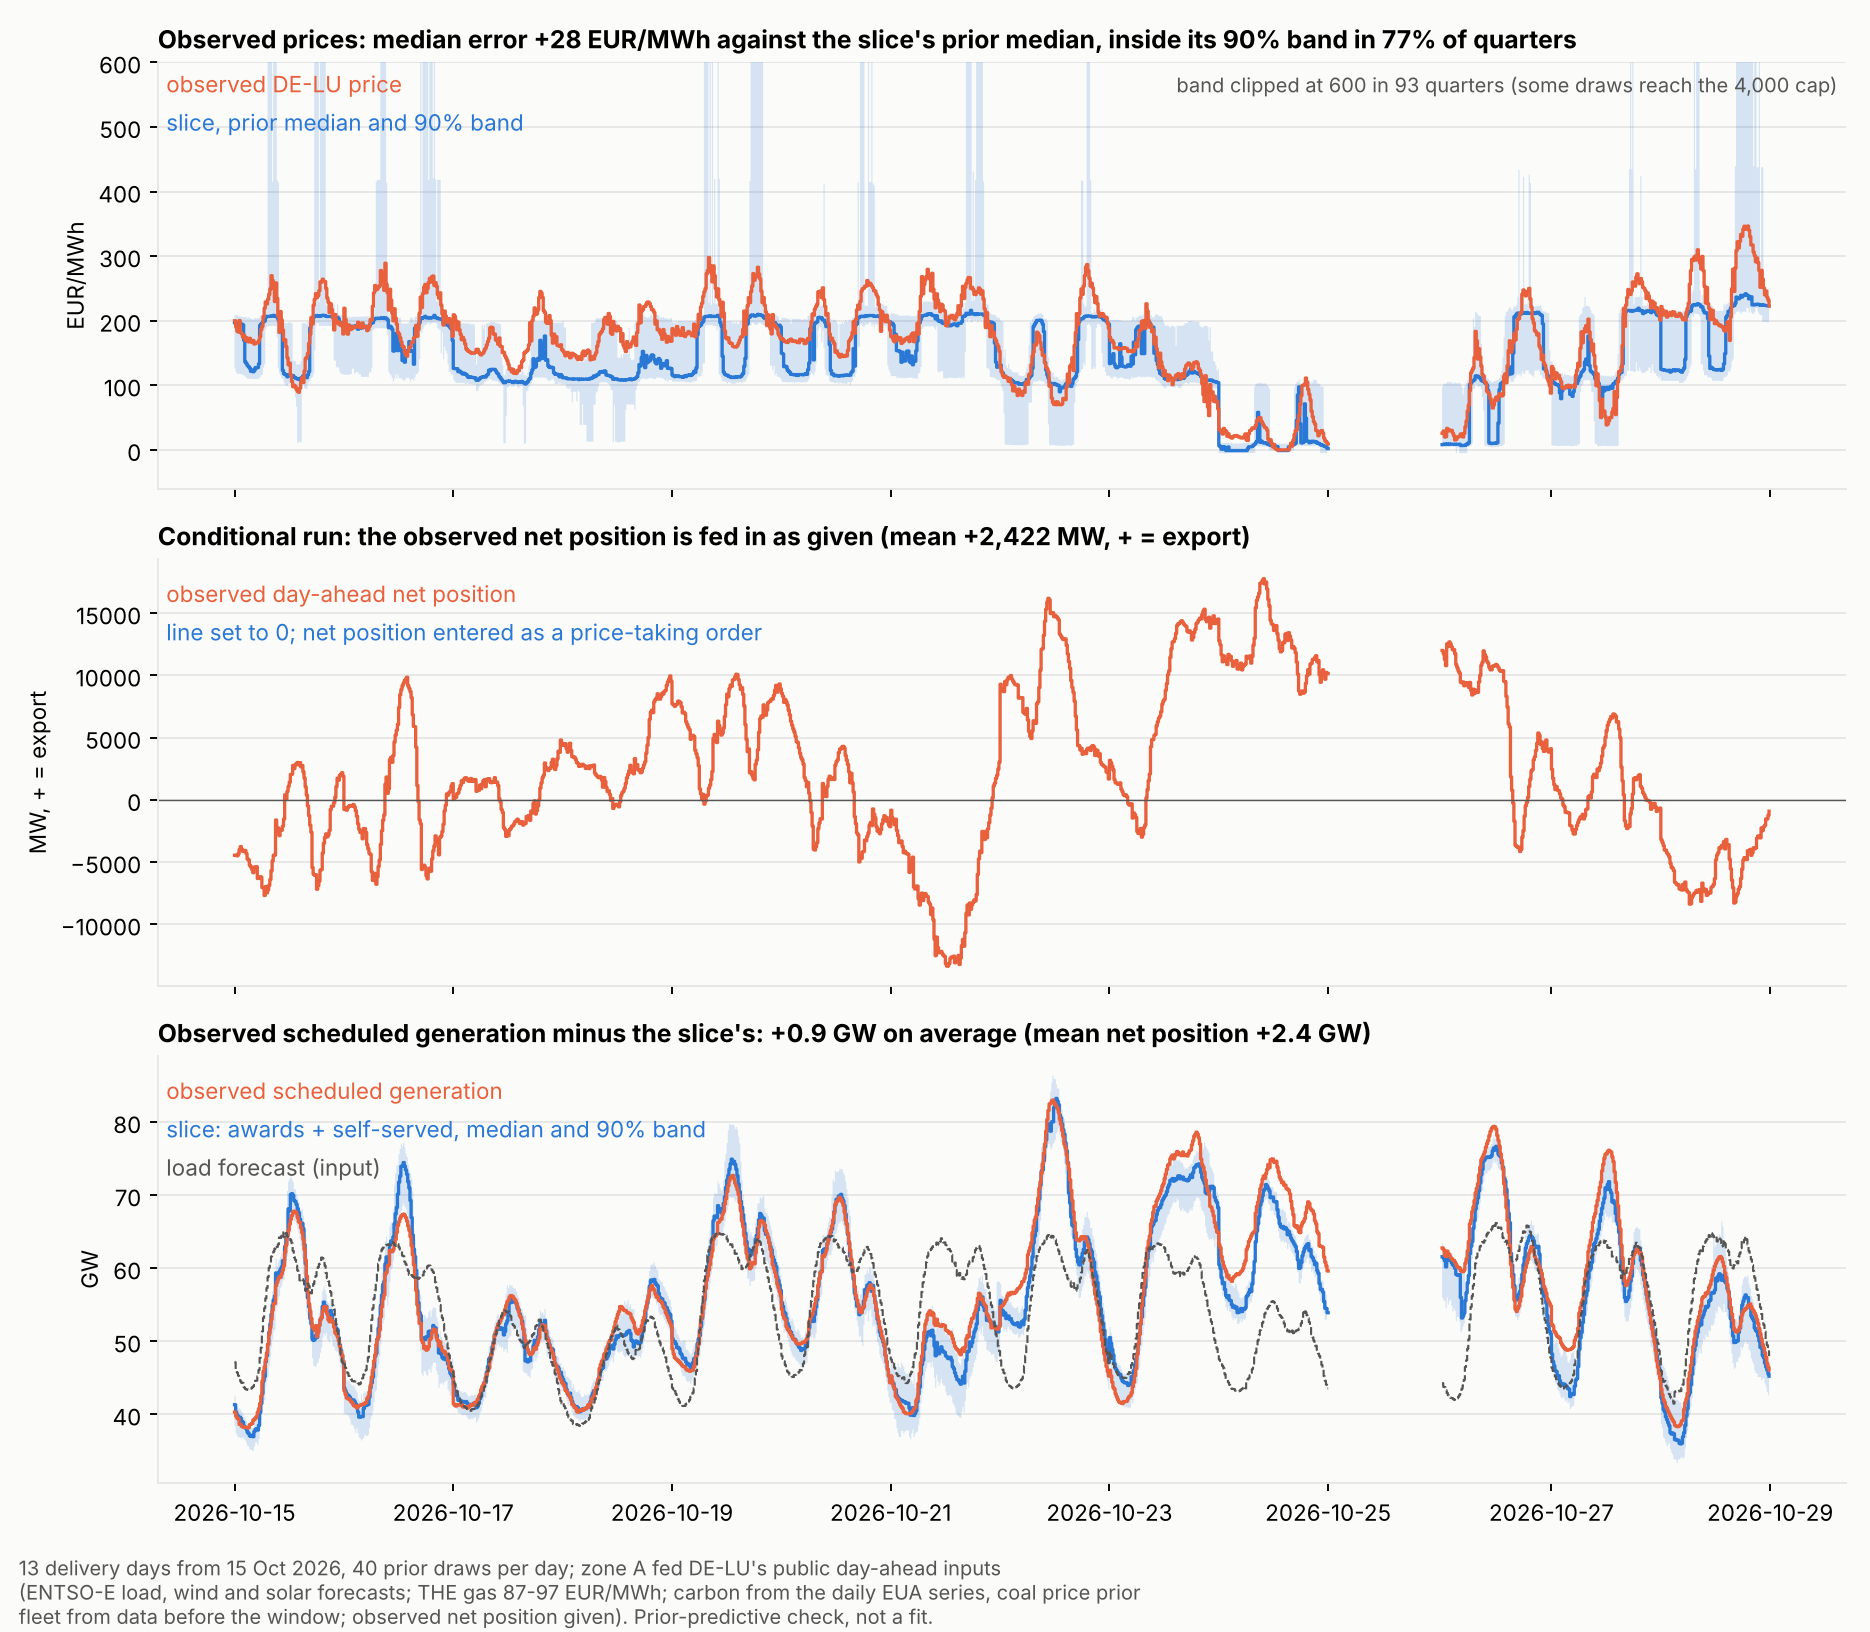 Observed prices: median error +28 EUR/MWh against the slice's prior median, inside its 90% band in 77% of quarters
600
observed DE-LU price
band clipped at 600 in 93 quarters (some draws reach the 4,000 cap)
slice, prior median and 90% band
500
400
300
200
100
0
EUR/MWh
Conditional run: the observed net position is fed in as given (mean +2,422 MW, + = export)
observed day-ahead net position
line set to 0; net position entered as a price-taking order
15000
10000
5000
0
−5000
−10000
MW, + = export
Observed scheduled generation minus the slice's: +0.9 GW on average (mean net position +2.4 GW)
observed scheduled generation
slice: awards + self-served, median and 90% band
load forecast (input)
80
70
60
50
40
GW
2026-10-15
2026-10-17
2026-10-19
2026-10-21
2026-10-23
2026-10-25
2026-10-27
2026-10-29
13 delivery days from 15 Oct 2026, 40 prior draws per day; zone A fed DE-LU's public day-ahead inputs
(ENTSO-E load, wind and solar forecasts; THE gas 87-97 EUR/MWh; carbon from the daily EUA series, coal price prior
fleet from data before the window; observed net position given). Prior-predictive check, not a fit.